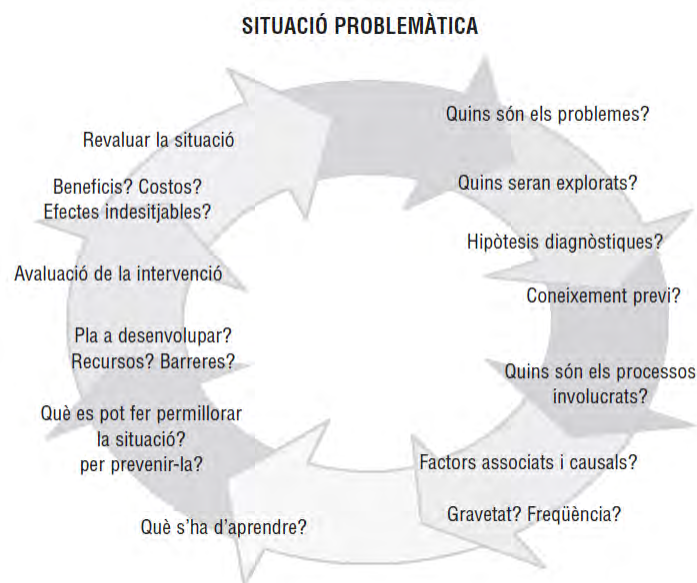 SITUACIÓ PROBLEMÀTICA
Quins són els problemes?
Quins seran explorats?
Hipòtesis diagnòstiques?
Coneixement previ?
Quins són els processos
involucrats?
Factors associats i causals?
Gravetat? Freqüència?
Què s'ha d'aprendre?
Què es pot fer permillorar
la situació?
per prevenir-la?
Pla a desenvolupar?
Recursos? Barreres?
Avaluació de la intervenció
Beneficis? Costos?
Efectes indesitjables?
Revaluar la situació